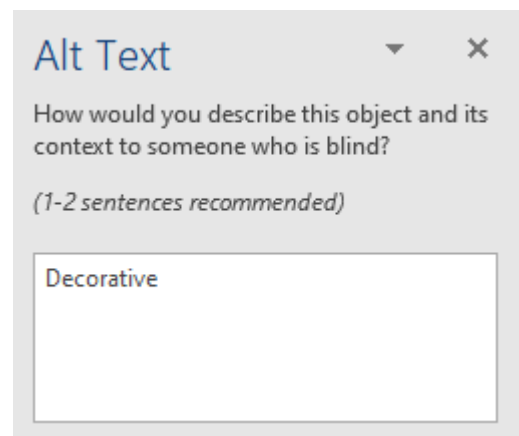 Alt Text
How would you describe this object and its
context to someone who is blind?
(1-2 sentences recommended)
Decorative